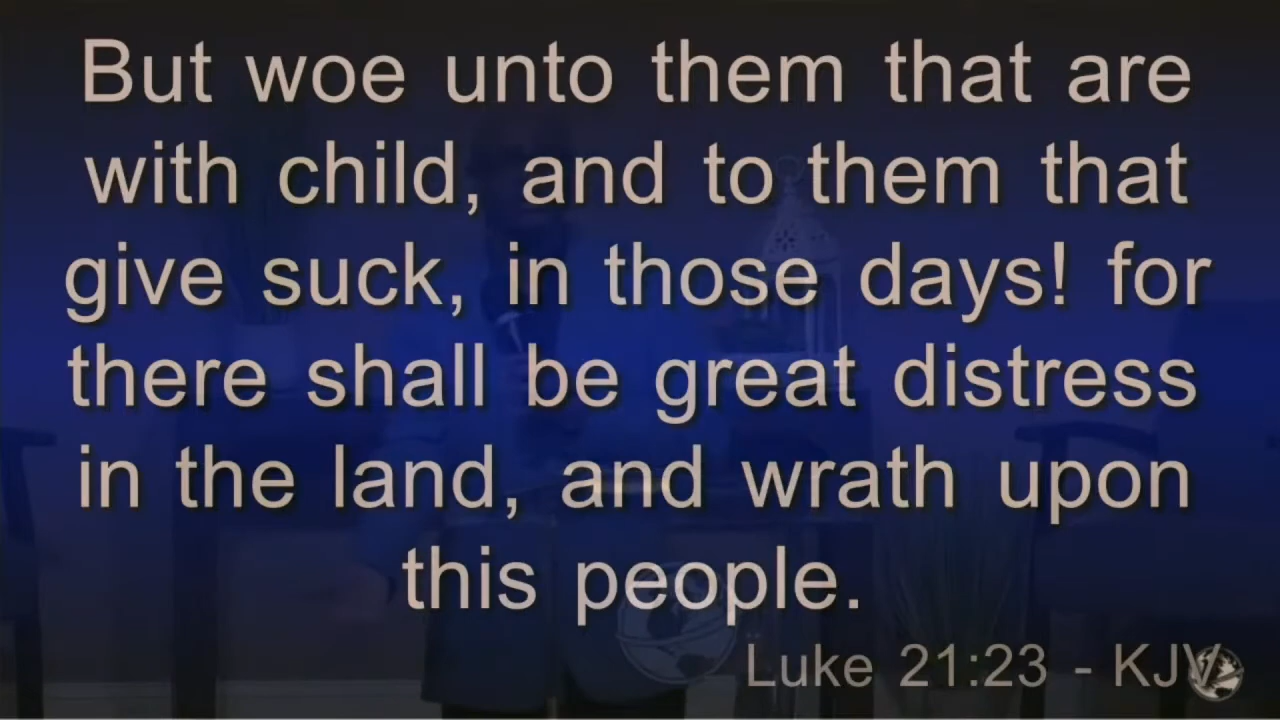 But woe unto them that are
with child, and to them that
give suck, in those days! for
there shall be great distress
in the land, and wrath upon
this people.
Luke 21:23 - KJV